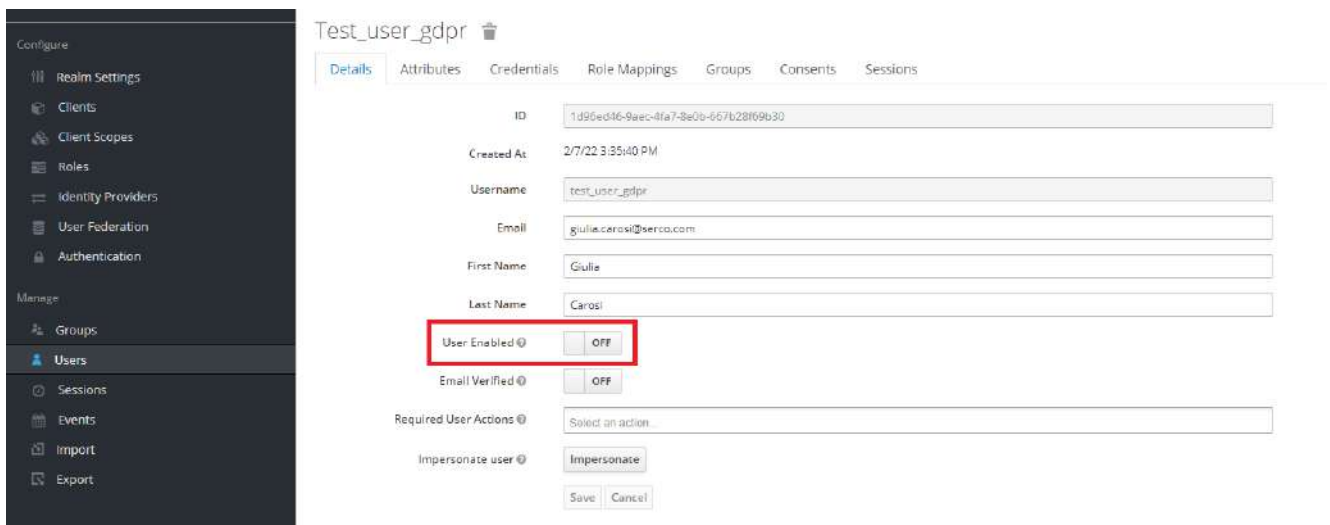 Configure
Realm Settings
Clients
Client Scopes
Roles
Identity Providers
User Federation
Authentication
Manage
Groups
Users
Sessions
Events
Import
Export
Test_user_gdpr
Details Attributes Credentials Role Mappings Groups Consents Sessions
ID 1d96ed46-9aec-4fa7-8e0b-667b28f69b30
Created At 2/7/22 3:35:40 PM
Username test_user_gdpr
Email giulia.carosi@serco.com
First Name Giulia
Last Name Carosi
User Enabled OFF
Email Verified OFF
Required User Actions Select an action...
Impersonate user Impersonate
Save Cancel